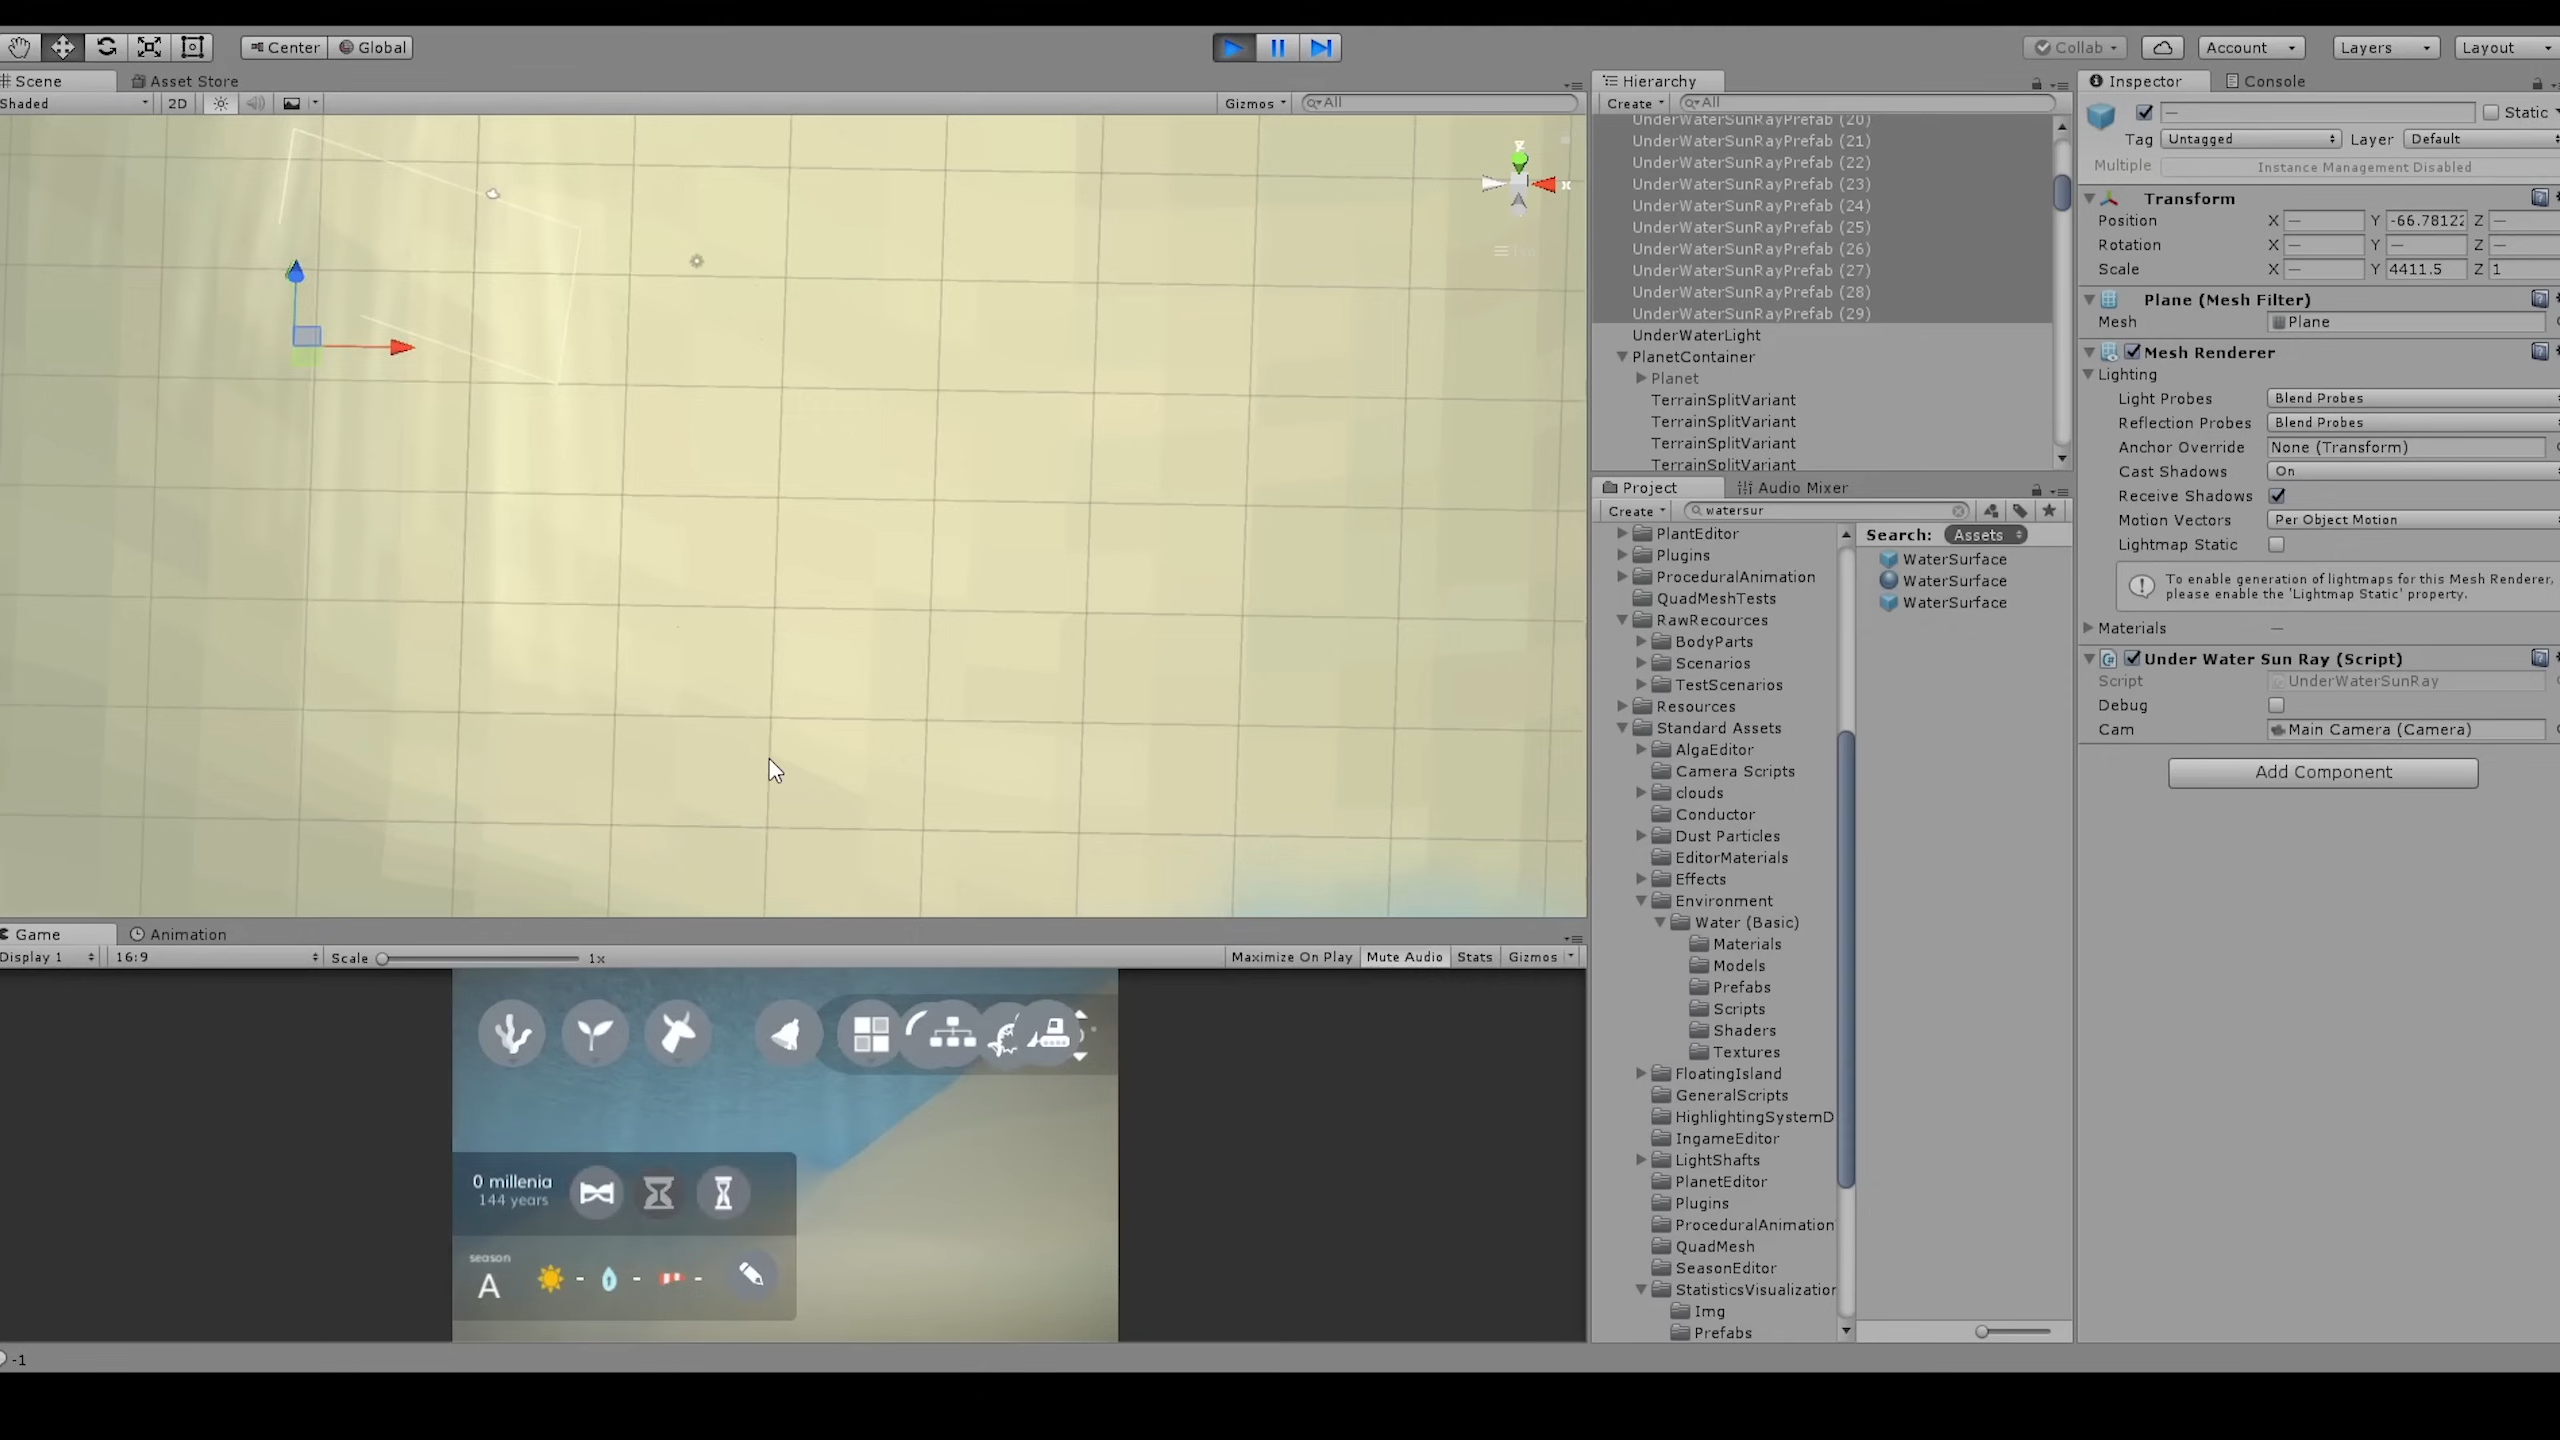 Center
Global
Collab
Account
Layers
Layout
Scene
Asset Store
Shaded
2D
Gizmos
All
x
Hierarchy
Create
All
UnderWaterSunRayPrefab (20)
UnderWaterSunRayPrefab (21)
UnderWaterSunRayPrefab (22)
UnderWaterSunRayPrefab (23)
UnderWaterSunRayPrefab (24)
UnderWaterSunRayPrefab (25)
UnderWaterSunRayPrefab (26)
UnderWaterSunRayPrefab (27)
UnderWaterSunRayPrefab (28)
UnderWaterSunRayPrefab (29)
UnderWaterLight
PlanetContainer
Planet
TerrainSplitVariant
TerrainSplitVariant
TerrainSplitVariant
TerrainSplitVariant
Project
Audio Mixer
Create
watersur
PlantEditor
Plugins
ProceduralAnimation
QuadMeshTests
RawRecources
BodyParts
Scenarios
TestScenarios
Resources
Standard Assets
AlgaEditor
Camera Scripts
clouds
Conductor
Dust Particles
EditorMaterials
Effects
Environment
Water (Basic)
Materials
Models
Prefabs
Scripts
Shaders
Textures
FloatingIsland
GeneralScripts
HighlightingSystemD
IngameEditor
LightShafts
PlanetEditor
Plugins
ProceduralAnimation
QuadMesh
SeasonEditor
StatisticsVisualization
Img
Prefabs
Search: Assets
WaterSurface
WaterSurface
WaterSurface
Inspector
Console
—
Static
Tag Untagged Layer Default
Multiple Instance Management Disabled
Transform
Position X — Y -66.78122 Z —
Rotation X — Y — Z —
Scale X — Y 4411.5 Z 1
Plane (Mesh Filter)
Mesh Plane
Mesh Renderer
Lighting
Light Probes Blend Probes
Reflection Probes Blend Probes
Anchor Override None (Transform)
Cast Shadows On
Receive Shadows
Motion Vectors Per Object Motion
Lightmap Static
To enable generation of lightmaps for this Mesh Renderer,
please enable the 'Lightmap Static' property.
Materials —
Under Water Sun Ray (Script)
Script UnderWaterSunRay
Debug
Cam Main Camera (Camera)
Add Component
Game
Animation
Display 1
16:9
Scale 1x
Maximize On Play
Mute Audio
Stats
Gizmos
0 millenia
144 years
season
A
- - -
-1